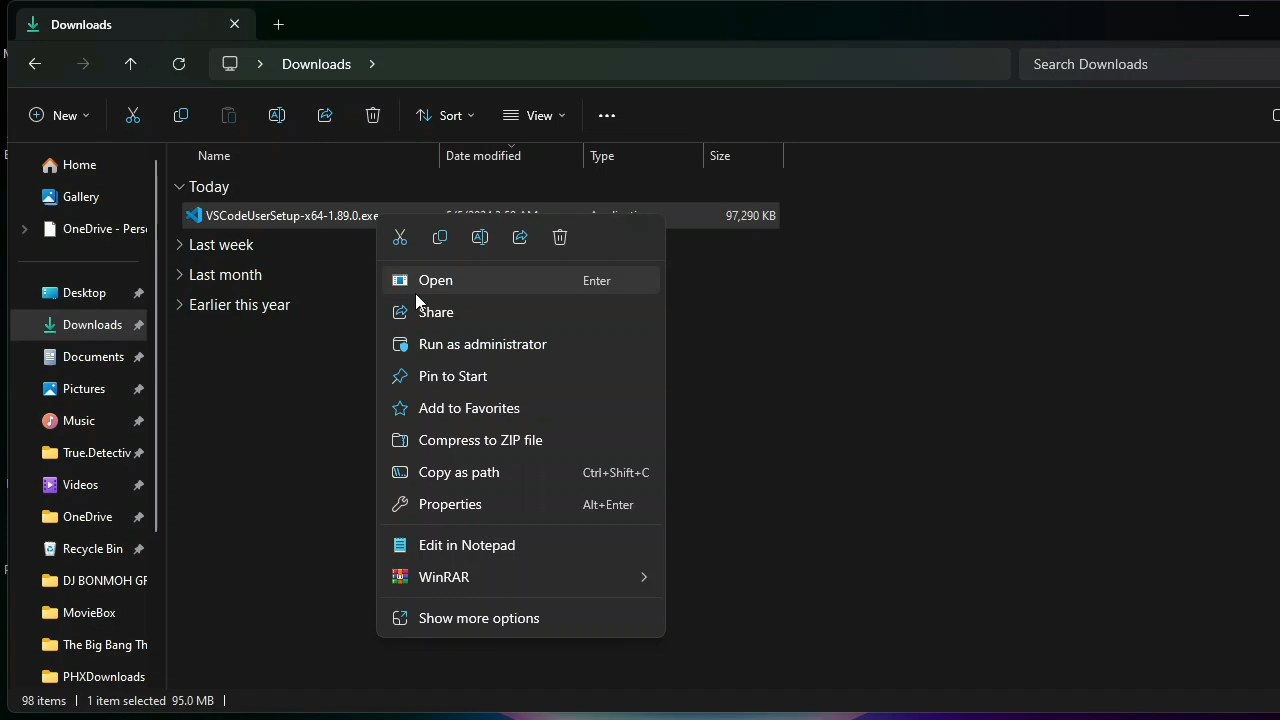 Downloads
Downloads
Search Downloads
New
Sort
View
Name
Date modified
Type
Size
Today
VSCodeUserSetup-x64-1.89.0.exe
97,290 KB
Last week
Last month
Earlier this year
Home
Gallery
OneDrive - Pers
Desktop
Downloads
Documents
Pictures
Music
True.Detectiv
Videos
OneDrive
Recycle Bin
DJ BONMOH GF
MovieBox
The Big Bang Th
PHXDownloads
Open Enter
Share
Run as administrator
Pin to Start
Add to Favorites
Compress to ZIP file
Copy as path Ctrl+Shift+C
Properties Alt+Enter
Edit in Notepad
WinRAR
Show more options
98 items 1 item selected 95.0 MB